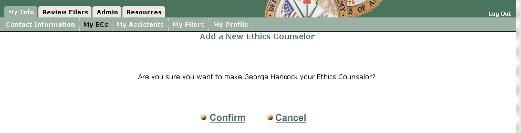 My Info Review Filers Admin Resources
Log Out
Contact Information My ECs My Assistants My Filers My Profile
Add a New Ethics Counselor
Are you sure you want to make George Hancock your Ethics Counselor?
Confirm Cancel